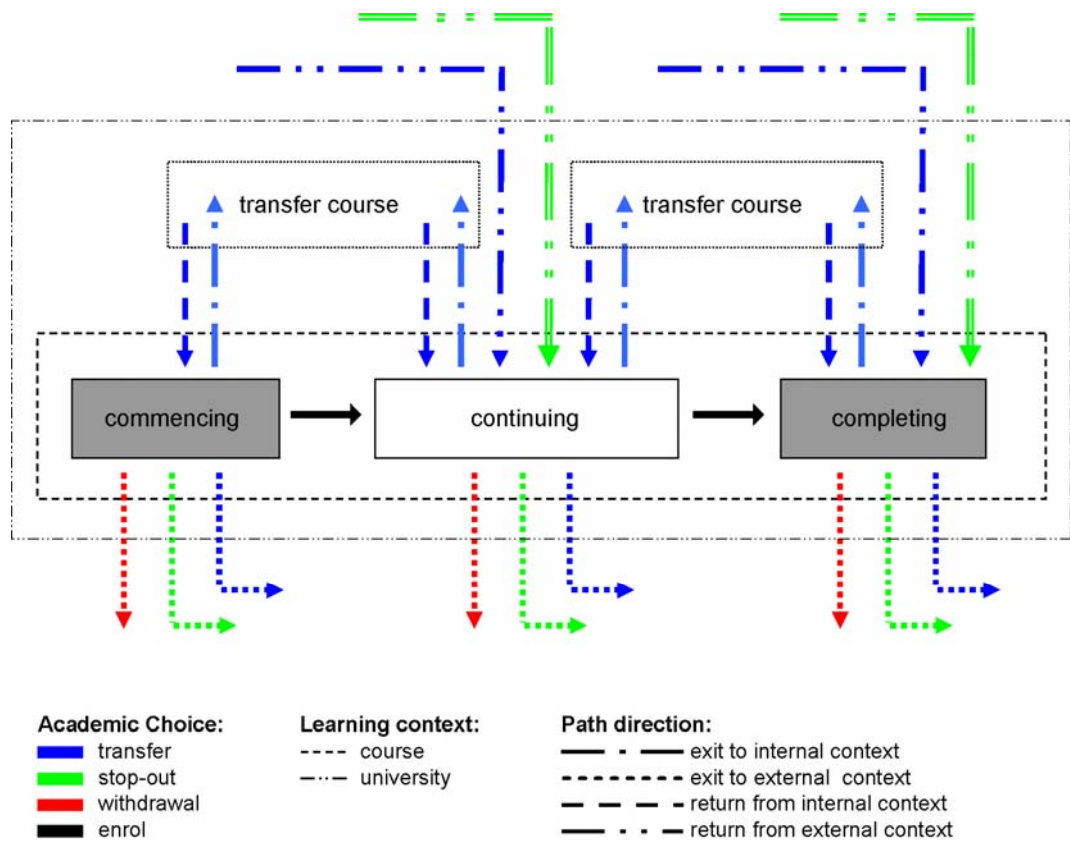 transfer course
transfer course
commencing
continuing
completing
Academic Choice:
transfer
stop-out
withdrawal
enrol
Learning context:
course
university
Path direction:
exit to internal context
exit to external context
return from internal context
return from external context